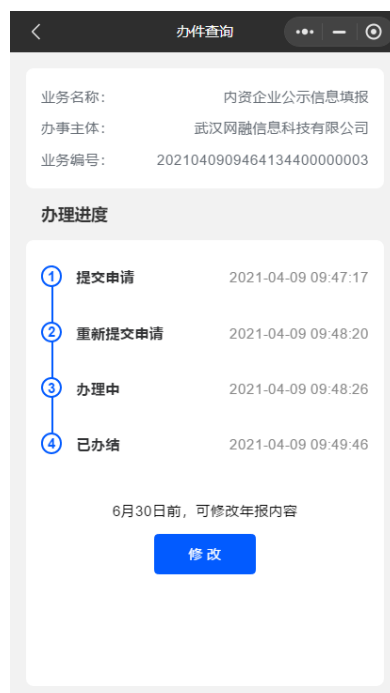 办件查询
业务名称： 内资企业公示信息填报
办事主体： 武汉网融信息科技有限公司
业务编号： 2021040909464134400000003
办理进度
1 提交申请 2021-04-09 09:47:17
2 重新提交申请 2021-04-09 09:48:20
3 办理中 2021-04-09 09:48:26
4 已办结 2021-04-09 09:49:46
6月30日前，可修改年报内容
修 改